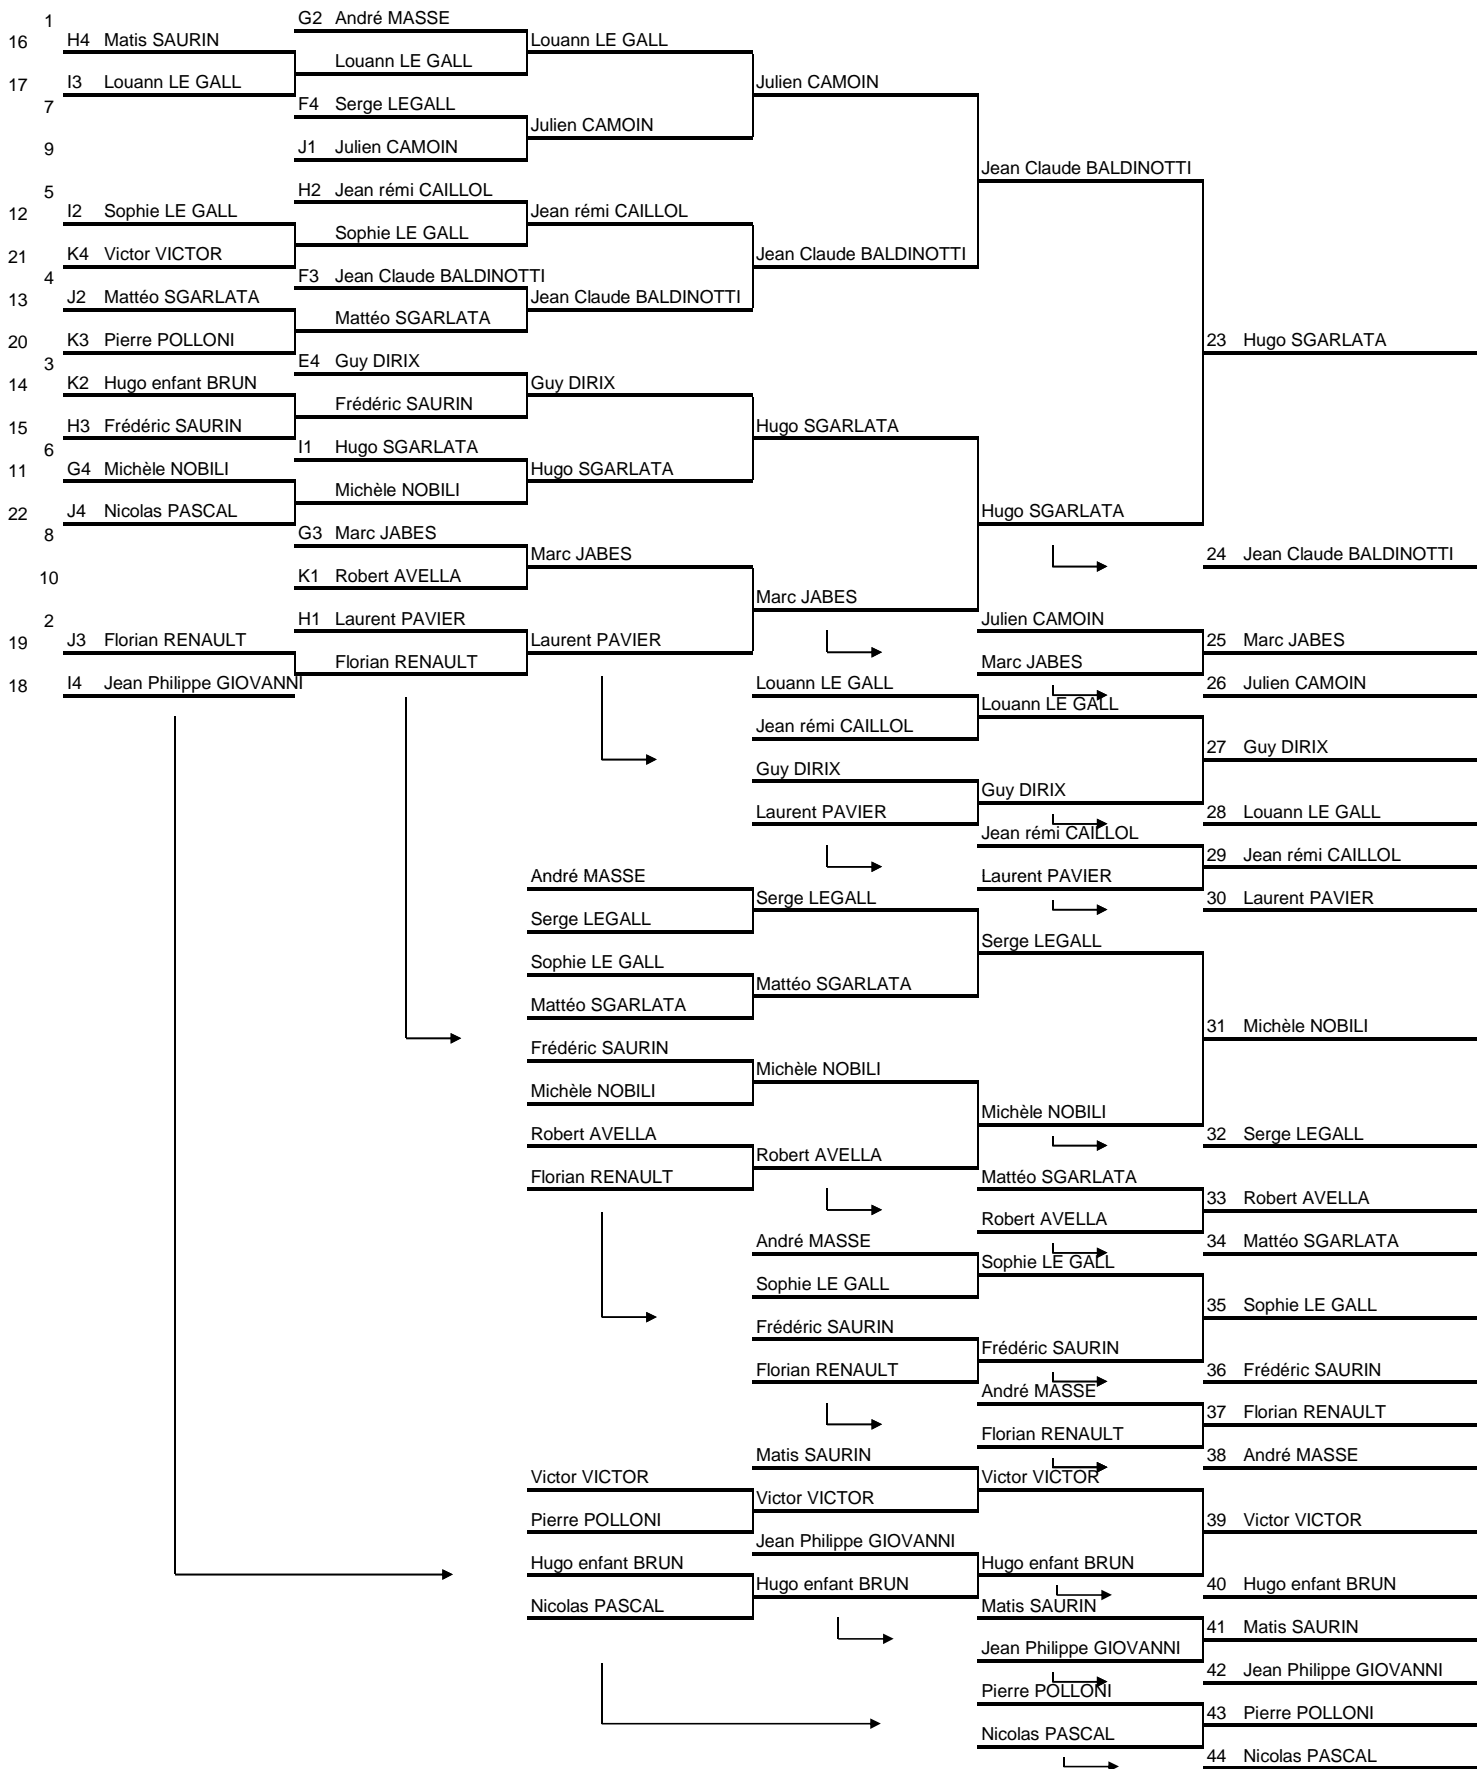 1 G2 André MASSE
16 H4 Matis SAURIN Louann LE GALL
Louann LE GALL
17 I3 Louann LE GALL Julien CAMOIN
7 F4 Serge LEGALL
Julien CAMOIN
9 J1 Julien CAMOIN
Jean Claude BALDINOTTI
5 H2 Jean rémi CAILLOL
12 I2 Sophie LE GALL Jean rémi CAILLOL
Sophie LE GALL
21 K4 Victor VICTOR Jean Claude BALDINOTTI
4 F3 Jean Claude BALDINOTTI
13 J2 Mattéo SGARLATA Jean Claude BALDINOTTI
Mattéo SGARLATA
20 K3 Pierre POLLONI 23 Hugo SGARLATA
3 E4 Guy DIRIX
14 K2 Hugo enfant BRUN Guy DIRIX
Frédéric SAURIN
15 H3 Frédéric SAURIN Hugo SGARLATA
6 I1 Hugo SGARLATA
11 G4 Michèle NOBILI Hugo SGARLATA
Michèle NOBILI
22 J4 Nicolas PASCAL Hugo SGARLATA
8 G3 Marc JABES
Marc JABES 24 Jean Claude BALDINOTTI
10 K1 Robert AVELLA
Marc JABES
2 H1 Laurent PAVIER Julien CAMOIN
19 J3 Florian RENAULT Laurent PAVIER 25 Marc JABES
Florian RENAULT Marc JABES
18 I4 Jean Philippe GIOVANNI Louann LE GALL 26 Julien CAMOIN
Louann LE GALL
Jean rémi CAILLOL
27 Guy DIRIX
Guy DIRIX
Guy DIRIX
Laurent PAVIER 28 Louann LE GALL
Jean rémi CAILLOL
29 Jean rémi CAILLOL
André MASSE Laurent PAVIER
Serge LEGALL 30 Laurent PAVIER
Serge LEGALL
Serge LEGALL
Sophie LE GALL
Mattéo SGARLATA
Mattéo SGARLATA
31 Michèle NOBILI
Frédéric SAURIN
Michèle NOBILI
Michèle NOBILI
Michèle NOBILI
Robert AVELLA 32 Serge LEGALL
Robert AVELLA
Florian RENAULT Mattéo SGARLATA
33 Robert AVELLA
Robert AVELLA
André MASSE 34 Mattéo SGARLATA
Sophie LE GALL
Sophie LE GALL
35 Sophie LE GALL
Frédéric SAURIN
Frédéric SAURIN
Florian RENAULT 36 Frédéric SAURIN
André MASSE
37 Florian RENAULT
Florian RENAULT
Matis SAURIN 38 André MASSE
Victor VICTOR Victor VICTOR
Victor VICTOR
Pierre POLLONI 39 Victor VICTOR
Jean Philippe GIOVANNI
Hugo enfant BRUN Hugo enfant BRUN
Hugo enfant BRUN 40 Hugo enfant BRUN
Nicolas PASCAL Matis SAURIN
41 Matis SAURIN
Jean Philippe GIOVANNI
42 Jean Philippe GIOVANNI
Pierre POLLONI
43 Pierre POLLONI
Nicolas PASCAL
44 Nicolas PASCAL